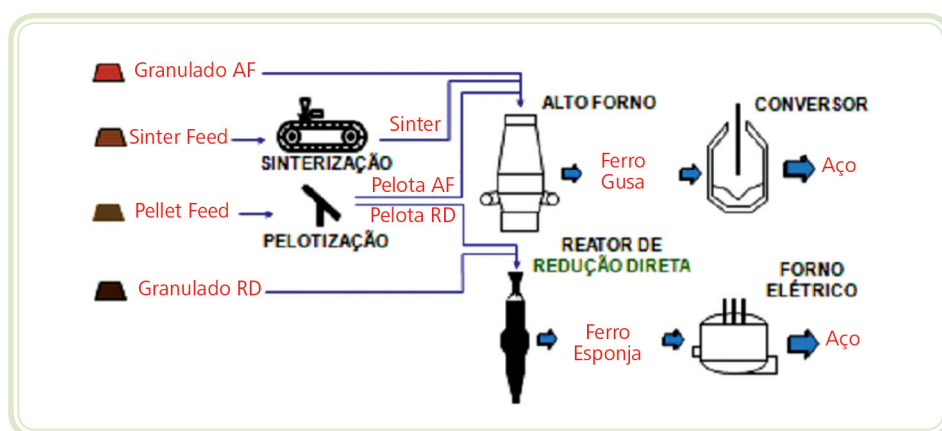 Granulado AF
ALTO FORNO
CONVERSOR
Sinter Feed
Sinter
SINTERIZAÇÃO
Ferro
Gusa
Aço
Pelota AF
Pellet Feed
Pelota RD
PELOTIZAÇÃO
REATOR DE
REDUÇÃO DIRETA
FORNO
ELÉTRICO
Granulado RD
Ferro
Esponja
Aço